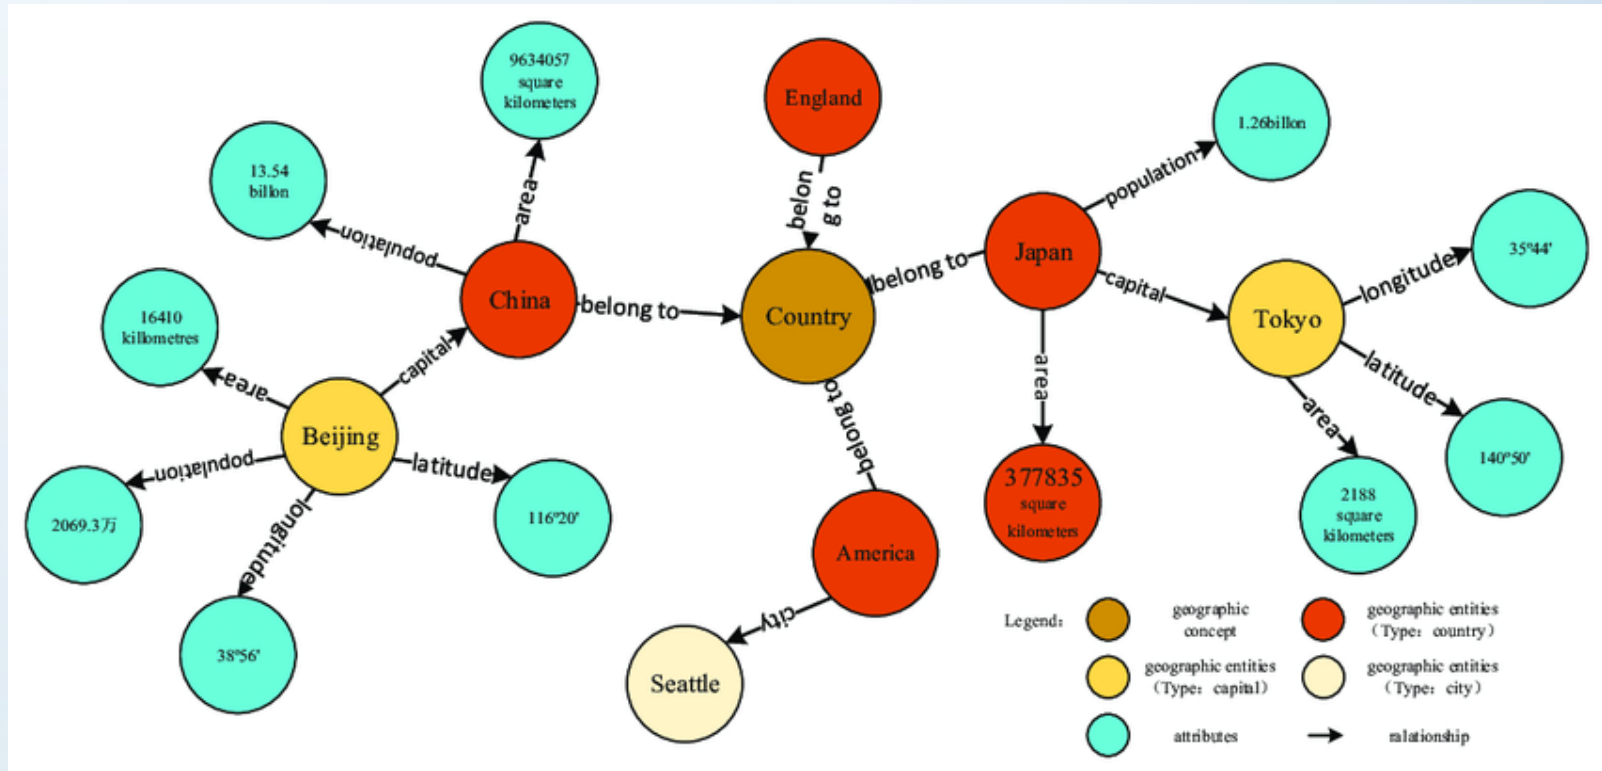 9634057
square
kilometers
England
1.26billon
13.54
billon
area
belon
g to
population
population
35°44'
China
belong to
Country
belong to
Japan
capital
Tokyo
longitude
16410
killometres
capital
area
latitude
area
belong to
area
Beijing
population
latitude
longitude
2069.3万
116°20'
38°56'
377835
square
kilometers
140°50'
2188
square
kilometers
America
city
Seattle
Legend:
geographic
concept
geographic entities
(Type: country)
geographic entities
(Type: capital)
geographic entities
(Type: city)
attributes
ralationship